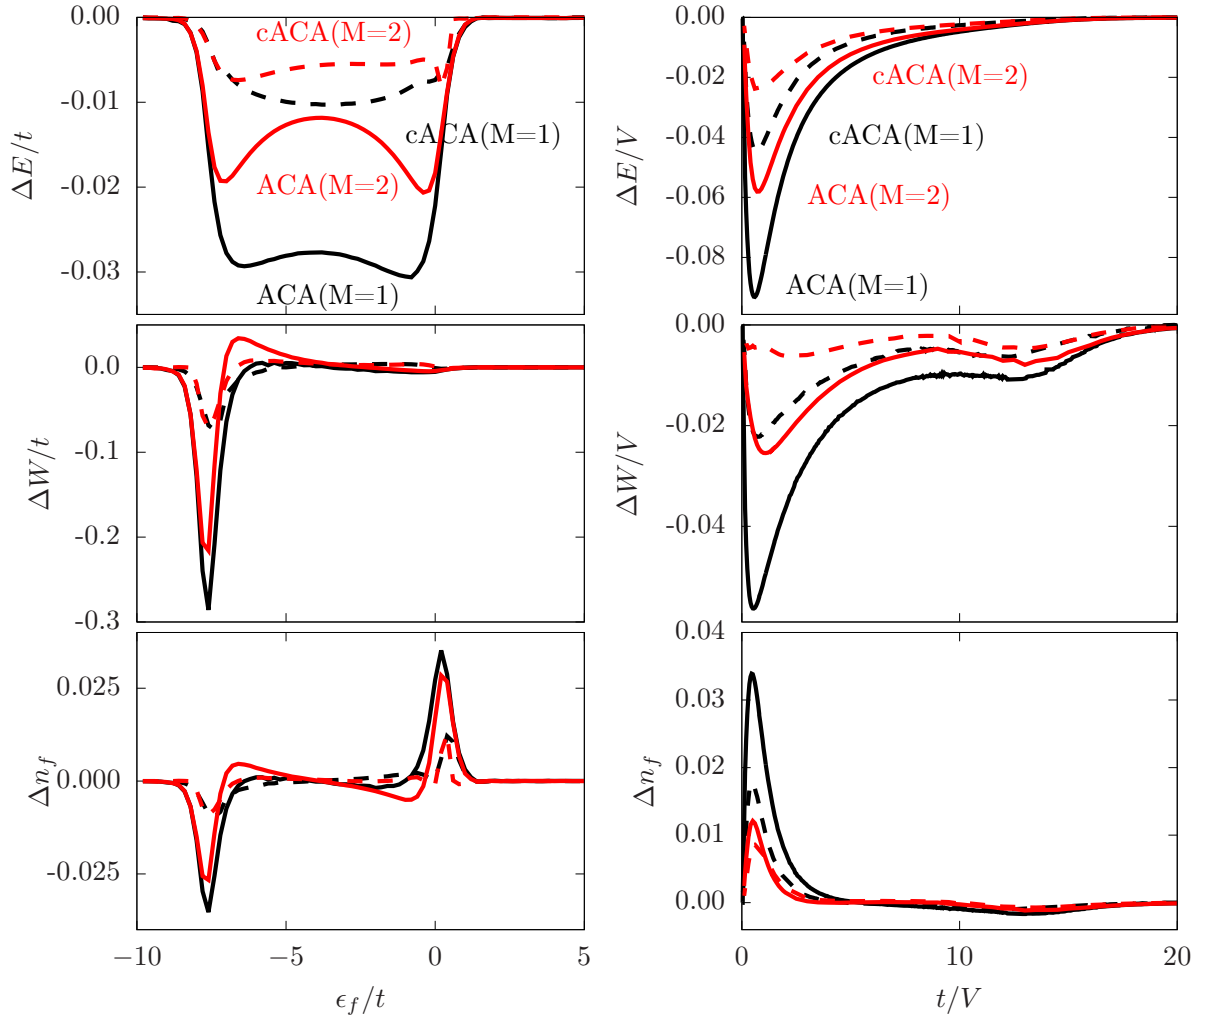 0.00
-0.01
-0.02
-0.03
ΔE/t
cACA(M=2)
cACA(M=1)
ACA(M=2)
ACA(M=1)
0.00
-0.02
-0.04
-0.06
-0.08
ΔE/V
cACA(M=2)
cACA(M=1)
ACA(M=2)
ACA(M=1)
0.0
-0.1
-0.2
-0.3
ΔW/t
0.00
-0.02
-0.04
ΔW/V
0.025
0.000
-0.025
Δn_f
−10 −5 0 5
ϵ_f/t
0.04
0.03
0.02
0.01
0.00
Δn_f
0 10 20
t/V